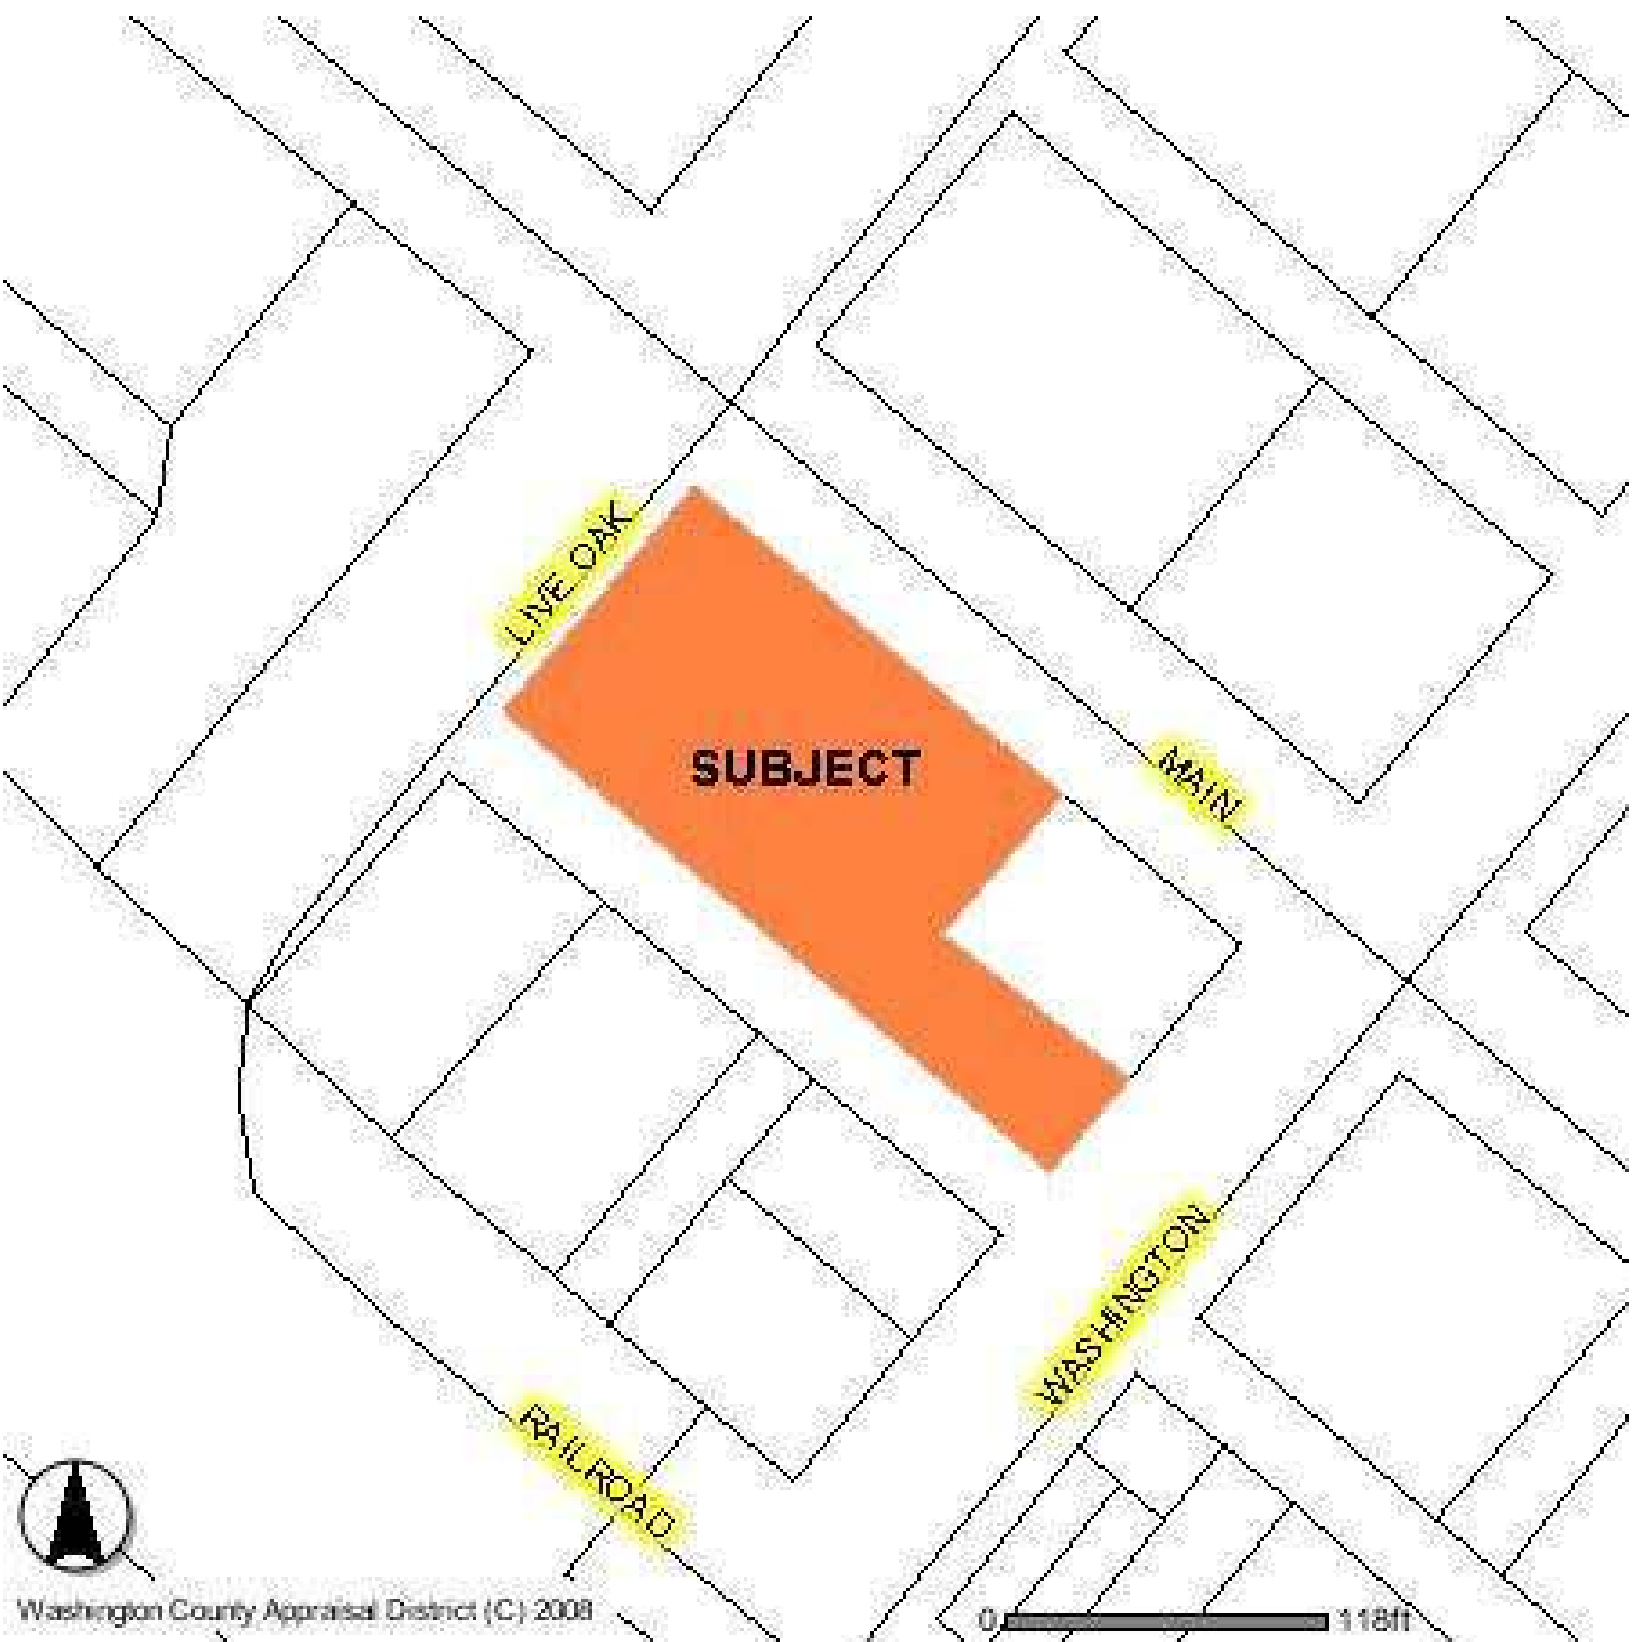 LIVE OAK
SUBJECT
MAIN
WASHINGTON
RAILROAD
Washington County Appraisal District (C) 2008
0 118ft